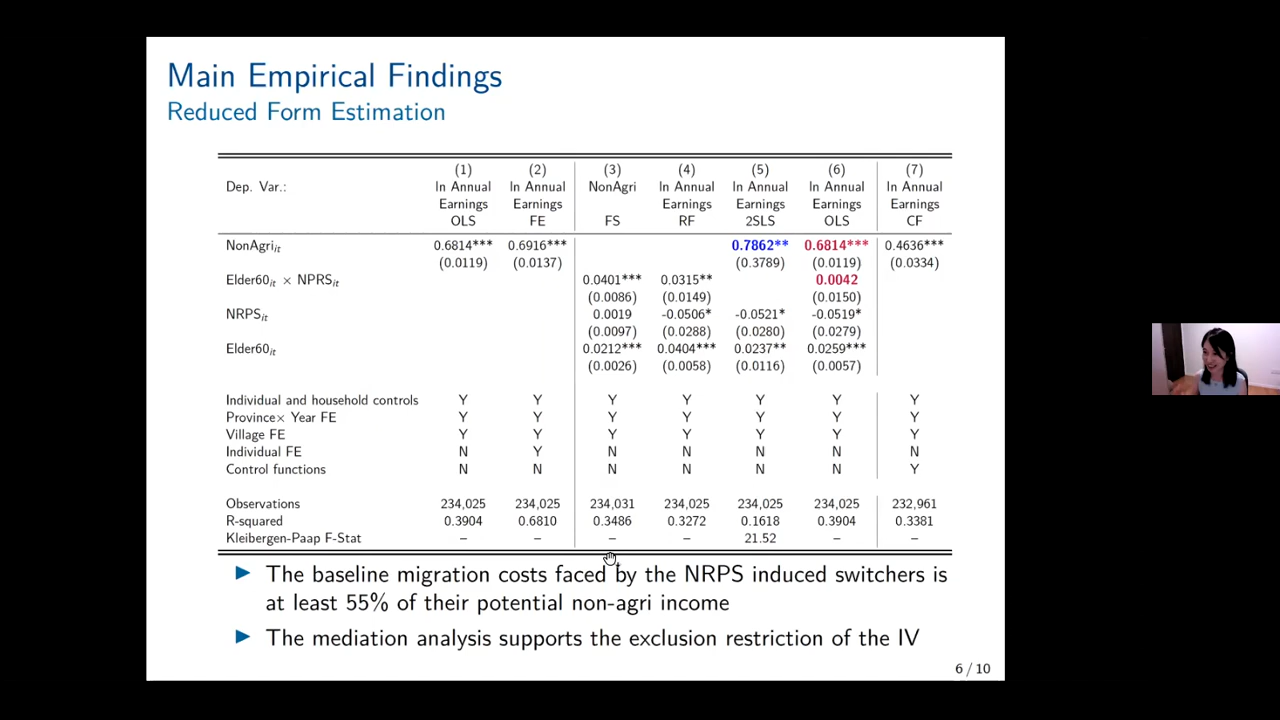 Main Empirical Findings
Reduced Form Estimation
(1) (2) (3) (4) (5) (6) (7)
Dep. Var.: ln Annual ln Annual NonAgri ln Annual ln Annual ln Annual ln Annual
Earnings Earnings Earnings Earnings Earnings Earnings
OLS FE FS RF 2SLS OLS CF
NonAgri_it 0.6814*** 0.6916*** 0.7862** 0.6814*** 0.4636***
(0.0119) (0.0137) (0.3789) (0.0119) (0.0334)
Elder60_it × NPRS_it 0.0401*** 0.0315** 0.0042
(0.0086) (0.0149) (0.0150)
NRPS_it 0.0019 -0.0506* -0.0521* -0.0519*
(0.0097) (0.0288) (0.0280) (0.0279)
Elder60_it 0.0212*** 0.0404*** 0.0237** 0.0259***
(0.0026) (0.0058) (0.0116) (0.0057)
Individual and household controls Y Y Y Y Y Y Y
Province× Year FE Y Y Y Y Y Y Y
Village FE Y Y Y Y Y Y Y
Individual FE N Y N N N N N
Control functions N N N N N N Y
Observations 234,025 234,025 234,031 234,025 234,025 234,025 232,961
R-squared 0.3904 0.6810 0.3486 0.3272 0.1618 0.3904 0.3381
Kleibergen-Paap F-Stat – – – – 21.52 – –
The baseline migration costs faced by the NRPS induced switchers is
at least 55% of their potential non-agri income
The mediation analysis supports the exclusion restriction of the IV
6 / 10